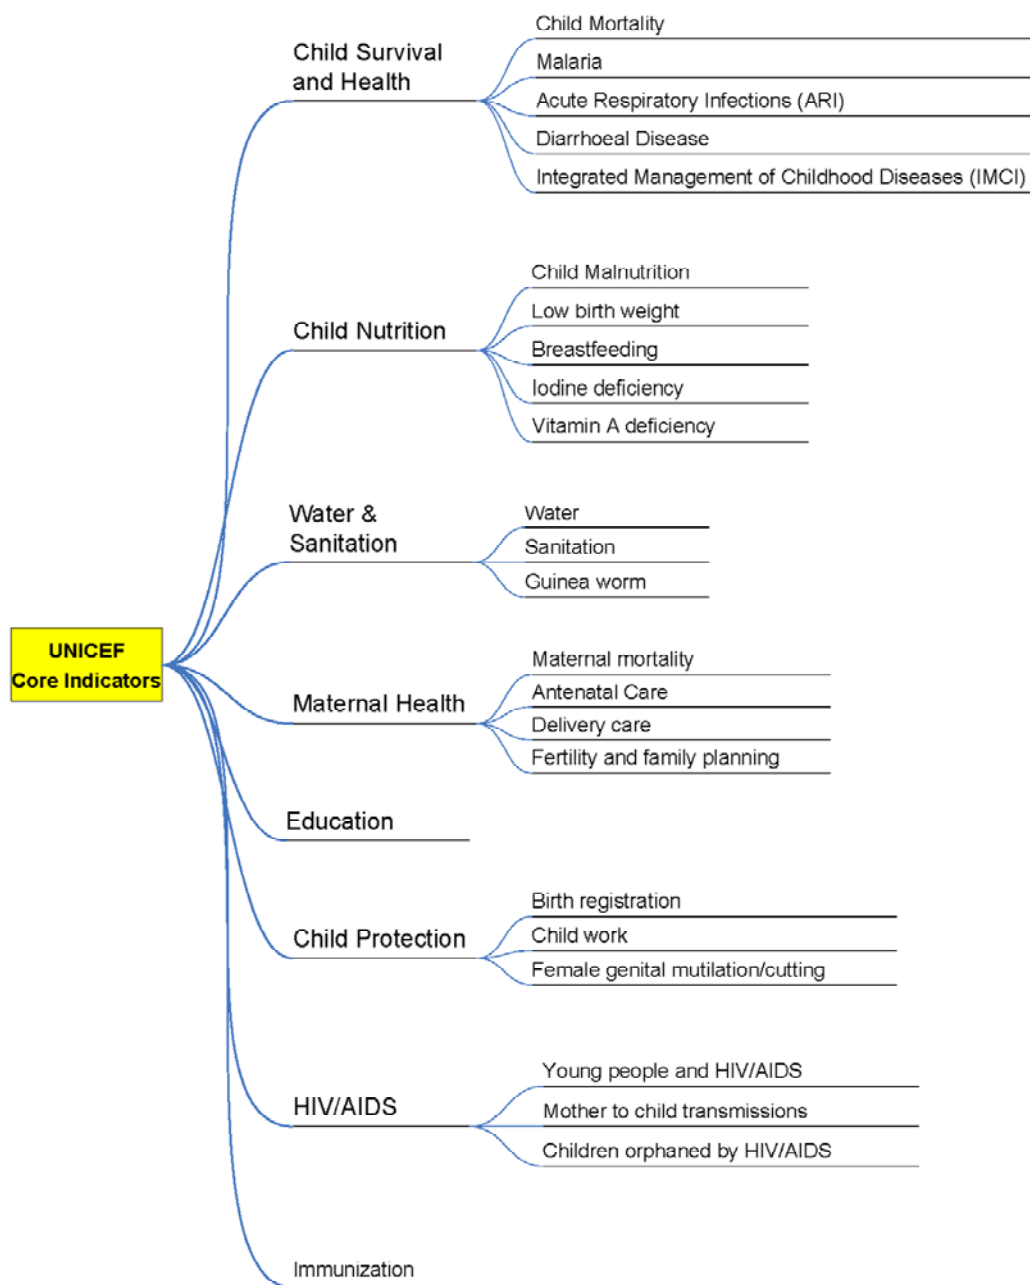 Child Survival
and Health
Child Mortality
Malaria
Acute Respiratory Infections (ARI)
Diarrhoeal Disease
Integrated Management of Childhood Diseases (IMCI)
Child Nutrition
Child Malnutrition
Low birth weight
Breastfeeding
Iodine deficiency
Vitamin A deficiency
Water &
Sanitation
Water
Sanitation
Guinea worm
UNICEF
Core Indicators
Maternal Health
Maternal mortality
Antenatal Care
Delivery care
Fertility and family planning
Education
Child Protection
Birth registration
Child work
Female genital mutilation/cutting
HIV/AIDS
Young people and HIV/AIDS
Mother to child transmissions
Children orphaned by HIV/AIDS
Immunization